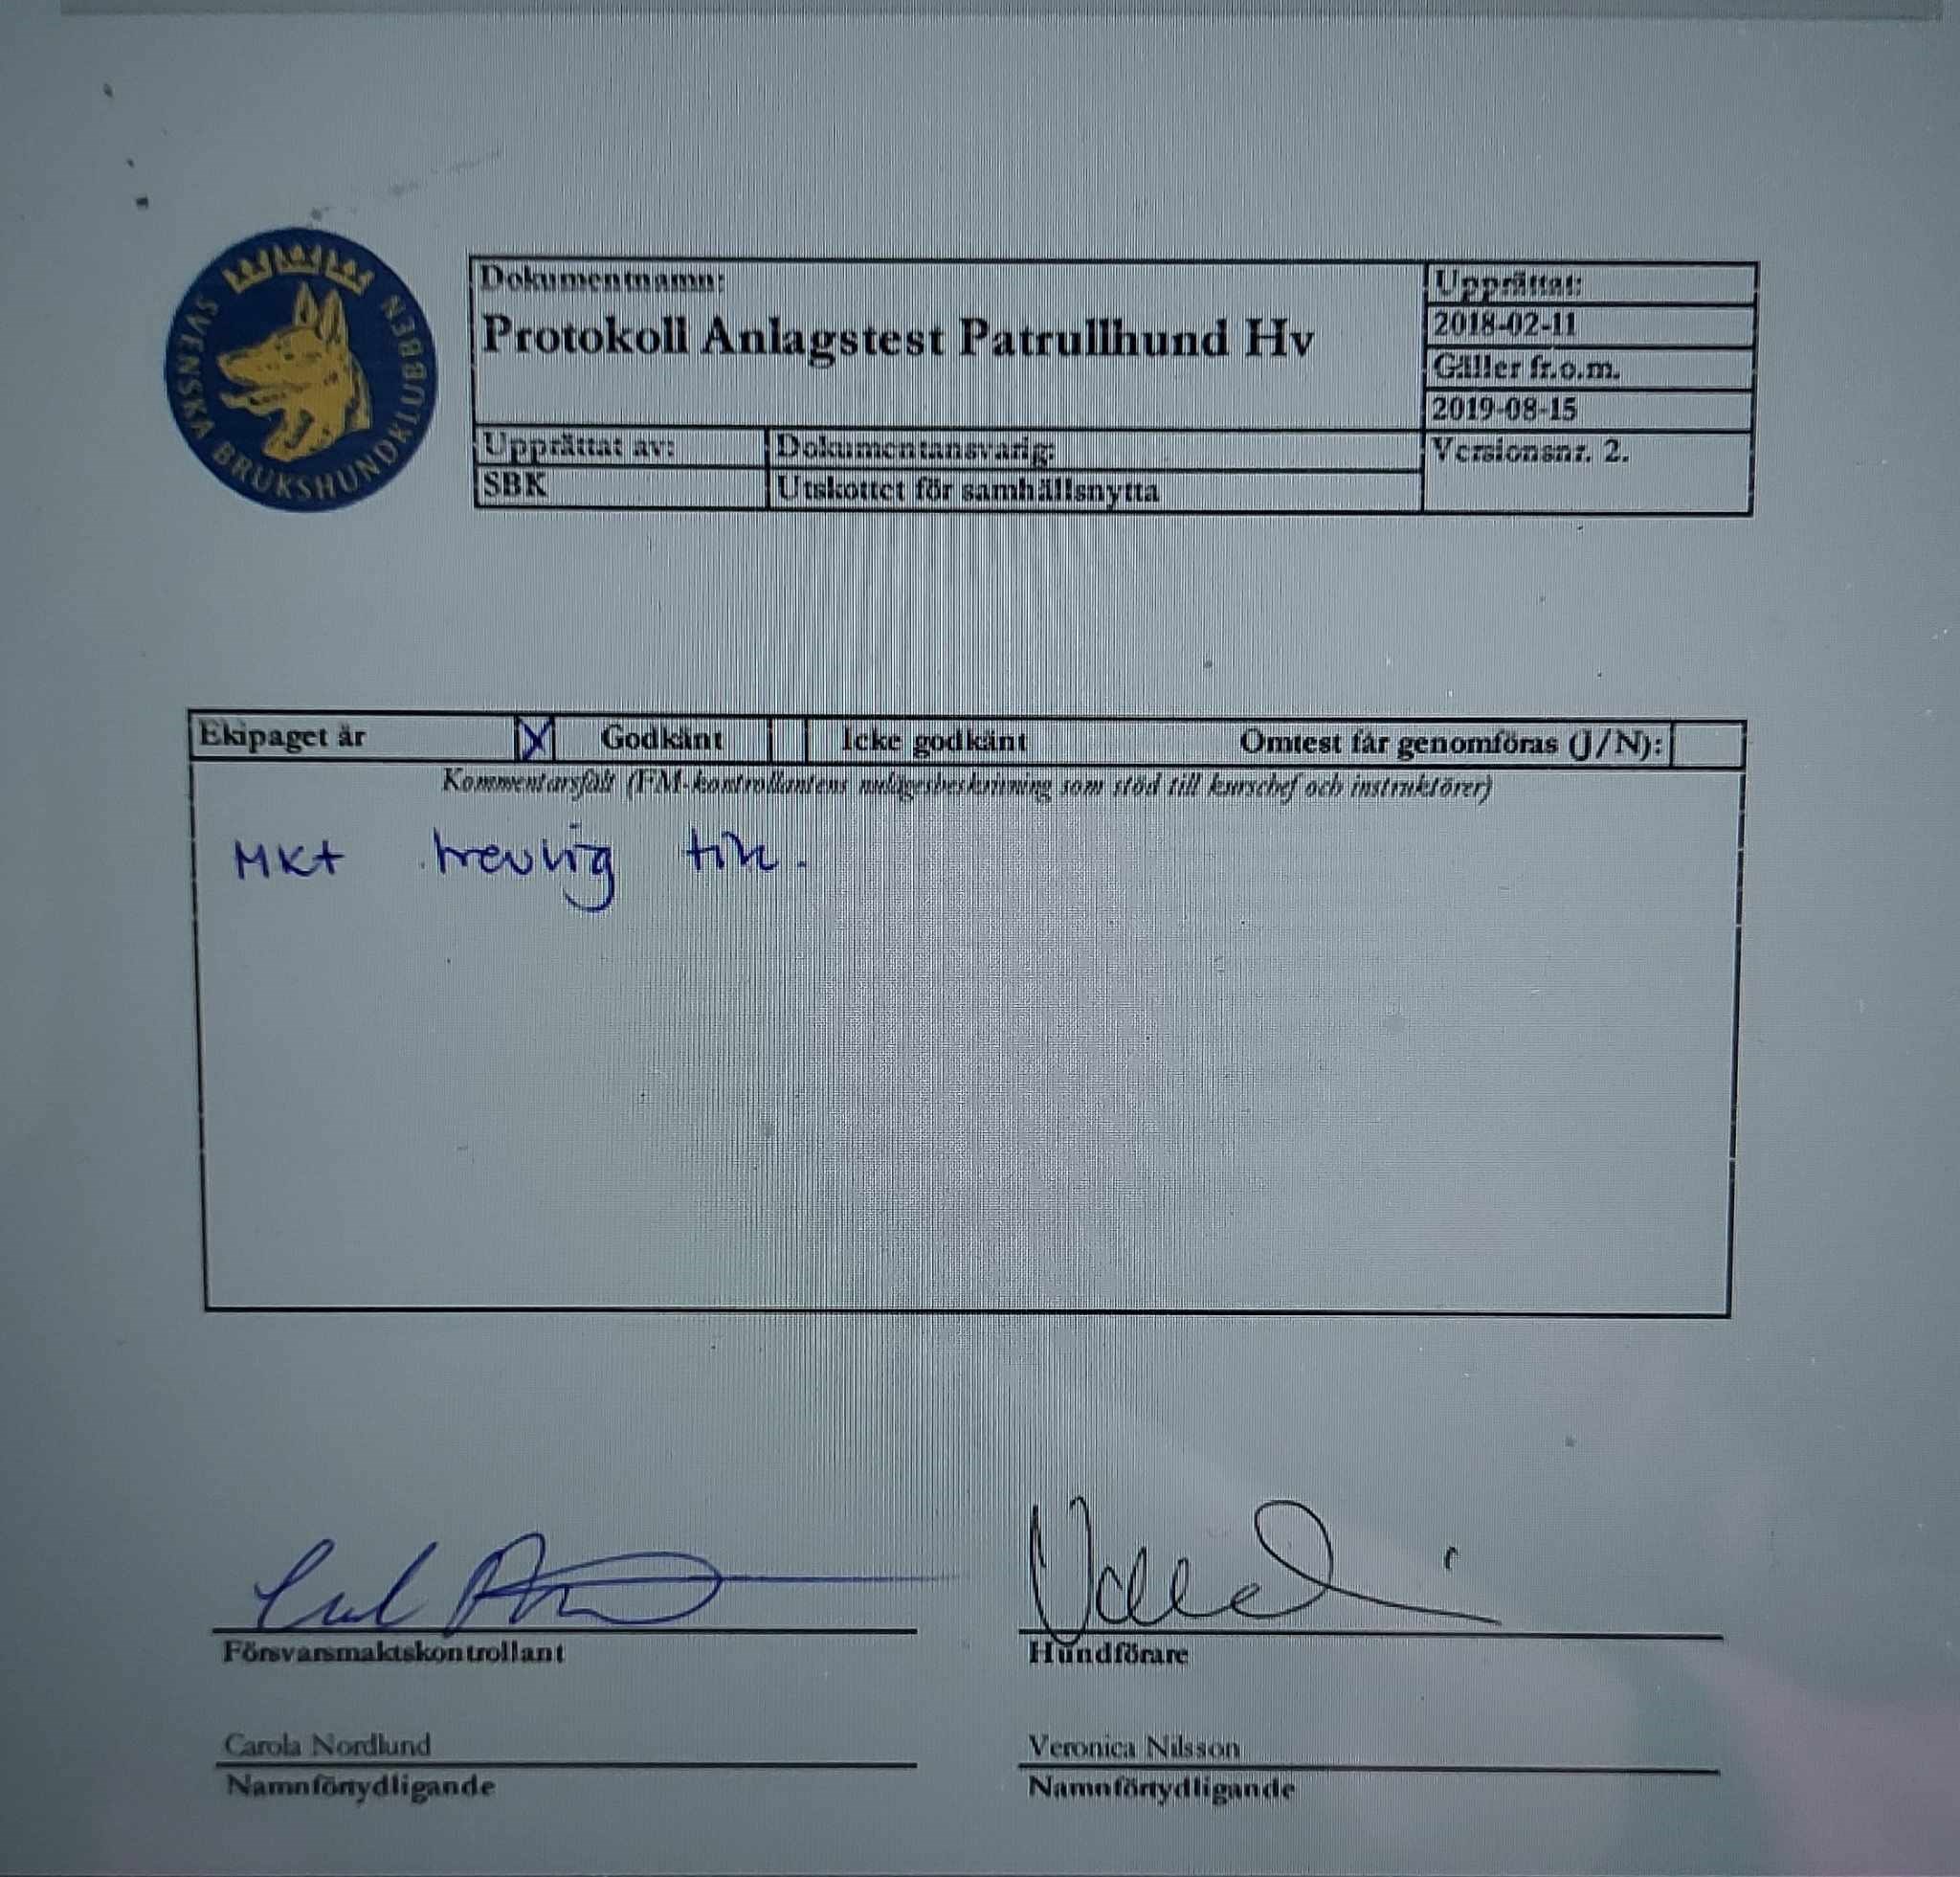 SVENSKA BRUKSHUNDKLUBBEN
Dokumentnamn:
Protokoll Anlagstest Patrullhund Hv
Upprättat:
2018-02-11
Gäller fr.o.m.
2019-08-15
Versionsnr. 2.
Upprättat av:
Dokumentansvarig:
SBK
Utskottet för samhällsnytta
Ekipaget är X Godkänt Icke godkänt Omtest får genomföras (J/N):
Kommentarsfält (FM-kontrollantens nulägesbeskrivning som stöd till kurschef och instruktörer)
Mkt trevlig tik.
Försvarsmaktskontrollant
Hundförare
Carola Nordlund
Veronica Nilsson
Namnförtydligande
Namnförtydligande